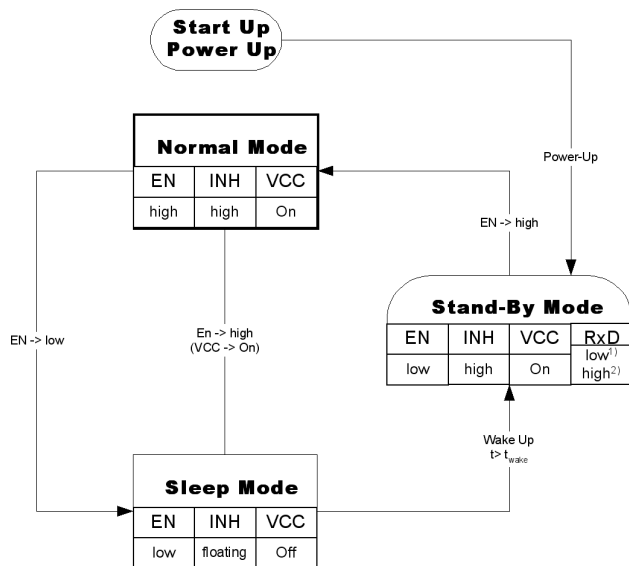 Start Up
Power Up
Power-Up
Normal Mode
EN INH VCC
high high On
EN -> high
EN -> low
En -> high
(VCC -> On)
Stand-By Mode
EN INH VCC RxD
low high On low1)
high2)
Wake Up
t> twake
Sleep Mode
EN INH VCC
low floating Off